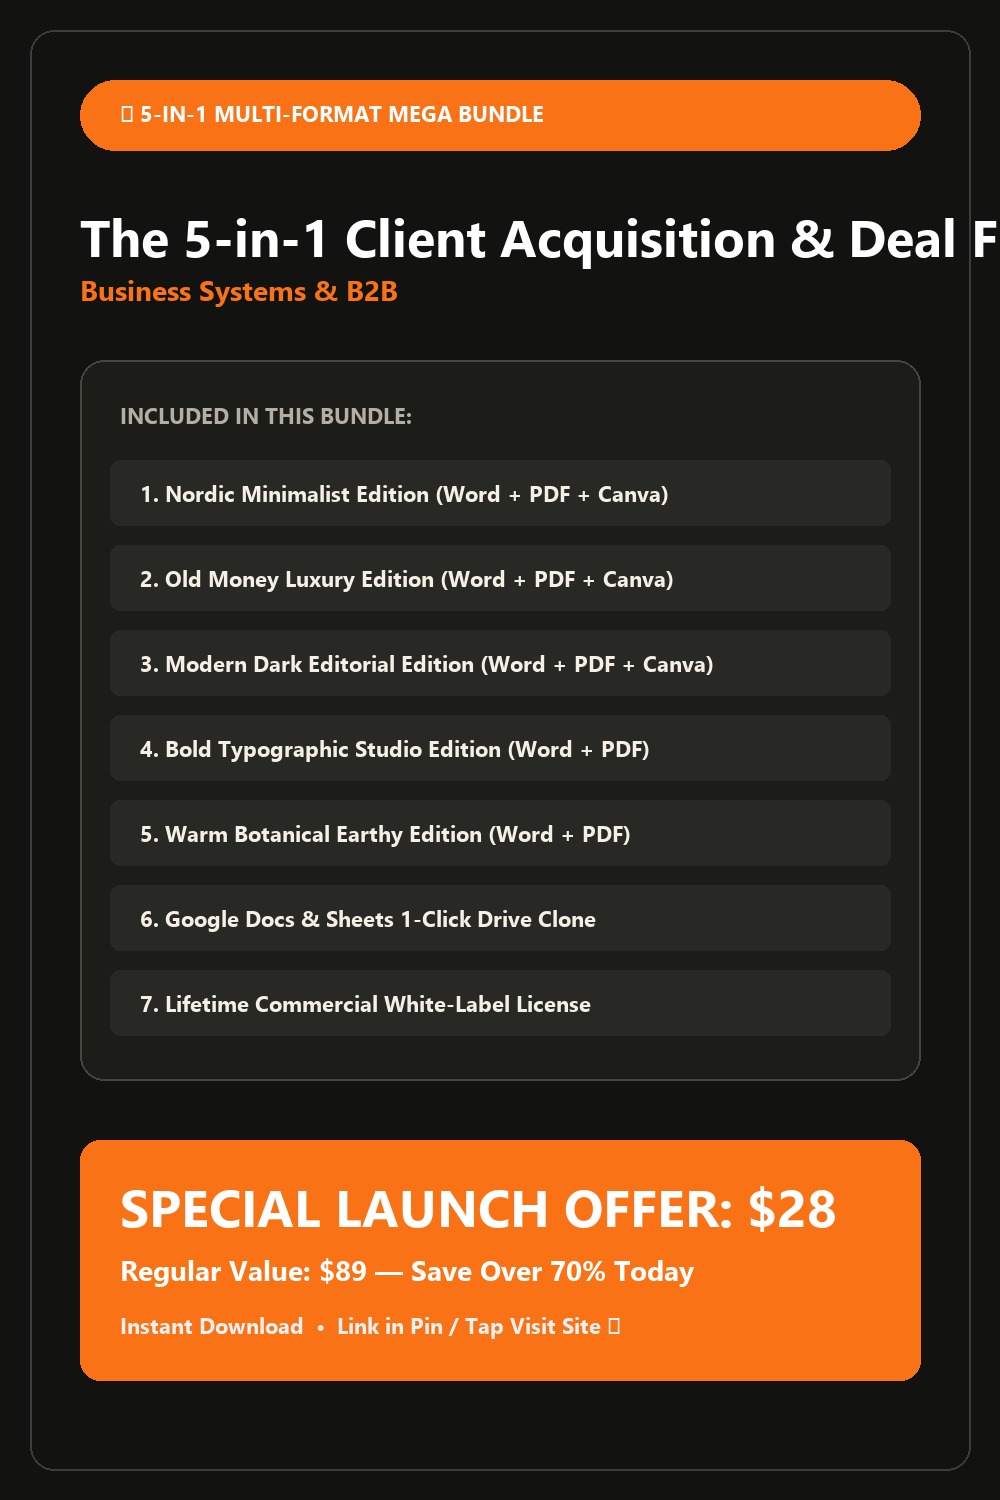 5-IN-1 MULTI-FORMAT MEGA BUNDLE
The 5-in-1 Client Acquisition & Deal F
Business Systems & B2B
INCLUDED IN THIS BUNDLE:
1. Nordic Minimalist Edition (Word + PDF + Canva)
2. Old Money Luxury Edition (Word + PDF + Canva)
3. Modern Dark Editorial Edition (Word + PDF + Canva)
4. Bold Typographic Studio Edition (Word + PDF)
5. Warm Botanical Earthy Edition (Word + PDF)
6. Google Docs & Sheets 1-Click Drive Clone
7. Lifetime Commercial White-Label License
SPECIAL LAUNCH OFFER: $28
Regular Value: $89 — Save Over 70% Today
Instant Download • Link in Pin / Tap Visit Site